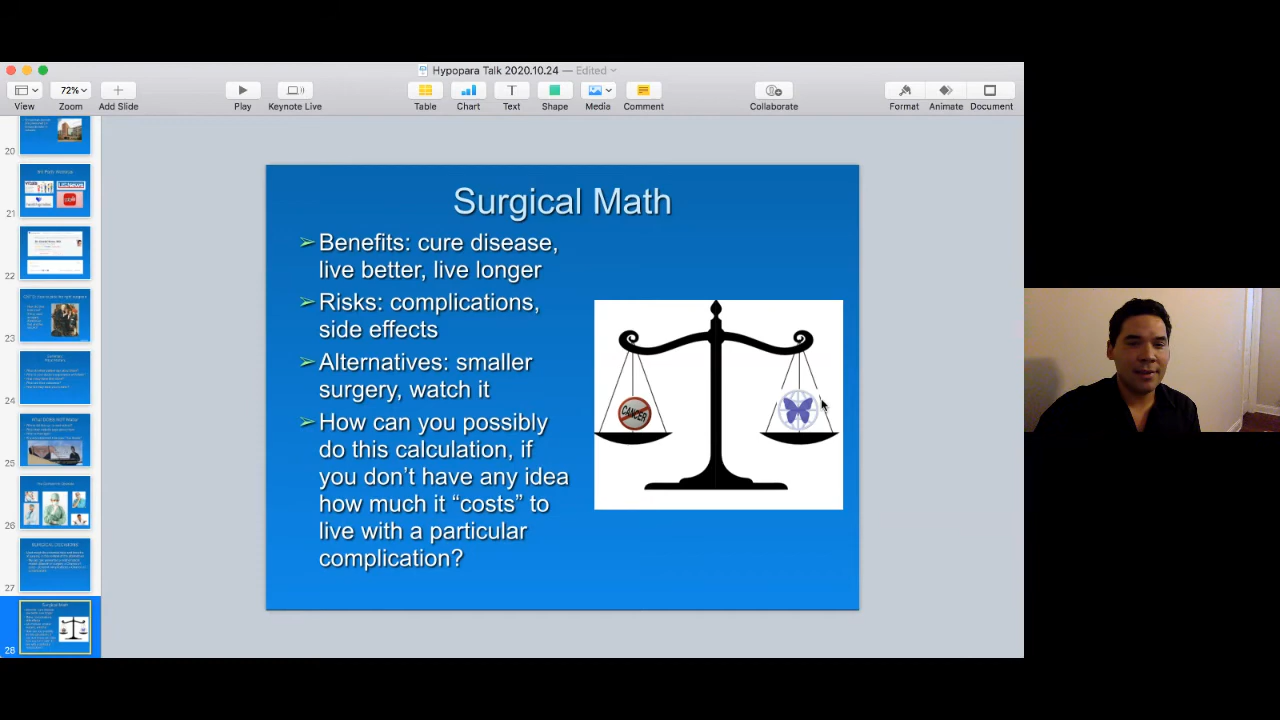 Hypopara Talk 2020.10.24 — Edited
72%
View
Zoom
Add Slide
Play
Keynote Live
Table
Chart
Text
Shape
Media
Comment
Collaborate
Format
Animate
Document
20
21
22
23
24
25
26
27
28
Surgical Math
➢Benefits: cure disease,
live better, live longer
➢Risks: complications,
side effects
➢Alternatives: smaller
surgery, watch it
➢How can you possibly
do this calculation, if
you don’t have any idea
how much it “costs” to
live with a particular
complication?
CANCER